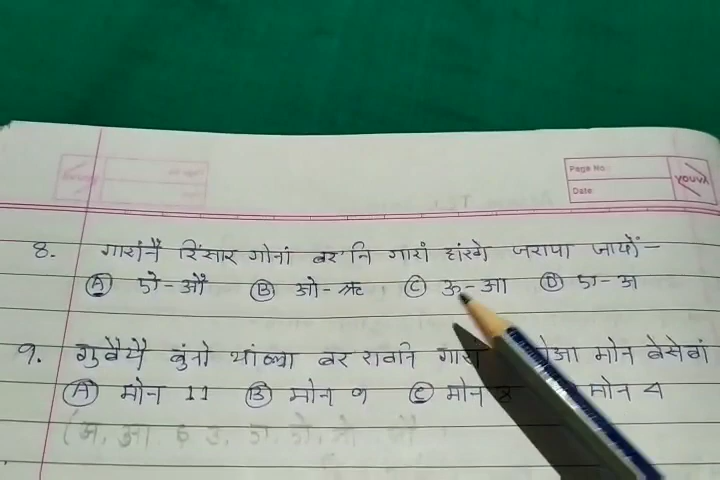 Page No :
Date
YOUVA
8. गारांनै रिंसार गोनां बर'नि गारां हांखो जरापा जायों-
Ⓐ ऐ-औ Ⓑ ओ-ऋ Ⓒ ऊ-आ Ⓓ ए-अ
9. गुबैयै बुंनो थांब्ला बर रावनि गारां मोन बेसेबां
Ⓐ मोन 11 Ⓑ मोन 9 Ⓒ मोन मोन 4